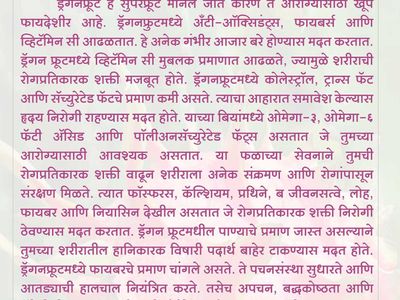 ड्रॅगनफ्रूट हे सुपरफ्रूट मानले जाते कारण ते आरोग्यासाठी खूप
फायदेशीर आहे. ड्रॅगनफ्रुटमध्ये अँटी-ऑक्सिडंट्स, फायबर्स आणि
व्हिटॅमिन सी आढळतात. हे अनेक गंभीर आजार बरे होण्यास मदत करतात.
ड्रॅगन फ्रूटमध्ये व्हिटॅमिन सी मुबलक प्रमाणात आढळते, ज्यामुळे शरीराची
रोगप्रतिकारक शक्ती मजबूत होते. ड्रॅगनफ्रूटमध्ये कोलेस्ट्रॉल, ट्रान्स फॅट
आणि सॅच्युरेटेड फॅटचे प्रमाण कमी असते. त्याचा आहारात समावेश केल्यास
हृदय निरोगी राहण्यास मदत होते. याच्या बियांमध्ये ओमेगा-३, ओमेगा-६
फॅटी अ‍ॅसिड आणि पॉलीअनसॅच्युरेटेड फॅट्स असतात जे तुमच्या
आरोग्यासाठी आवश्यक असतात. या फळाच्या सेवनाने तुमची
रोगप्रतिकारक शक्ती वाढून शरीराला अनेक संक्रमण आणि रोगांपासून
संरक्षण मिळते. त्यात फॉस्फरस, कॅल्शियम, प्रथिने, ब जीवनसत्वे, लोह,
फायबर आणि नियासिन देखील असतात जे रोगप्रतिकारक शक्ती निरोगी
ठेवण्यास मदत करतात. ड्रॅगन फ्रूटमधील पाण्याचे प्रमाण जास्त असल्याने
तुमच्या शरीरातील हानिकारक विषारी पदार्थ बाहेर टाकण्यास मदत होते.
ड्रॅगनफ्रूटमध्ये फायबरचे प्रमाण चांगले असते. ते पचनसंस्था सुधारते आणि
आतड्याची हालचाल नियंत्रित करते. तसेच अपचन, बद्धकोष्ठता आणि